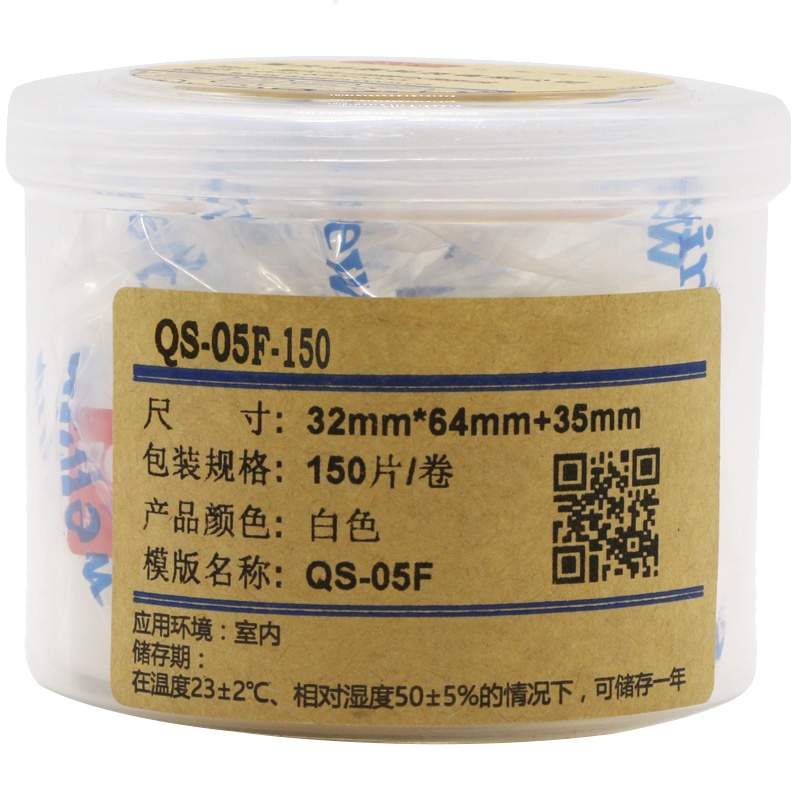 QS-05F-150
尺 寸: 32mm*64mm+35mm
包装规格: 150片/卷
产品颜色: 白色
模版名称: QS-05F
应用环境：室内
储存期：
在温度23±2℃、相对湿度50±5%的情况下，可储存一年